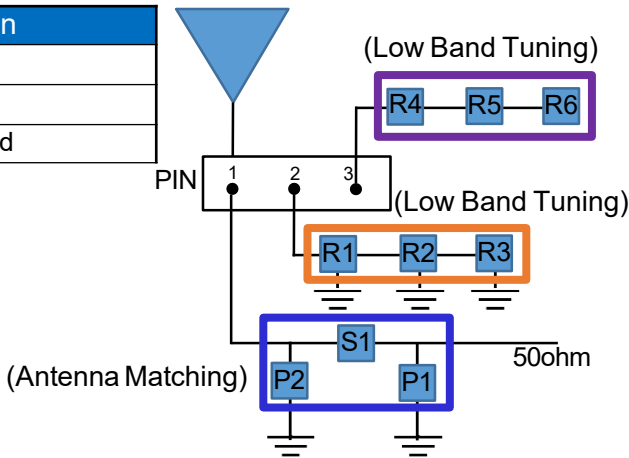 n
d
(Low Band Tuning)
R4 R5 R6
PIN 1 2 3
(Low Band Tuning)
R1 R2 R3
S1
50ohm
(Antenna Matching) P2 P1